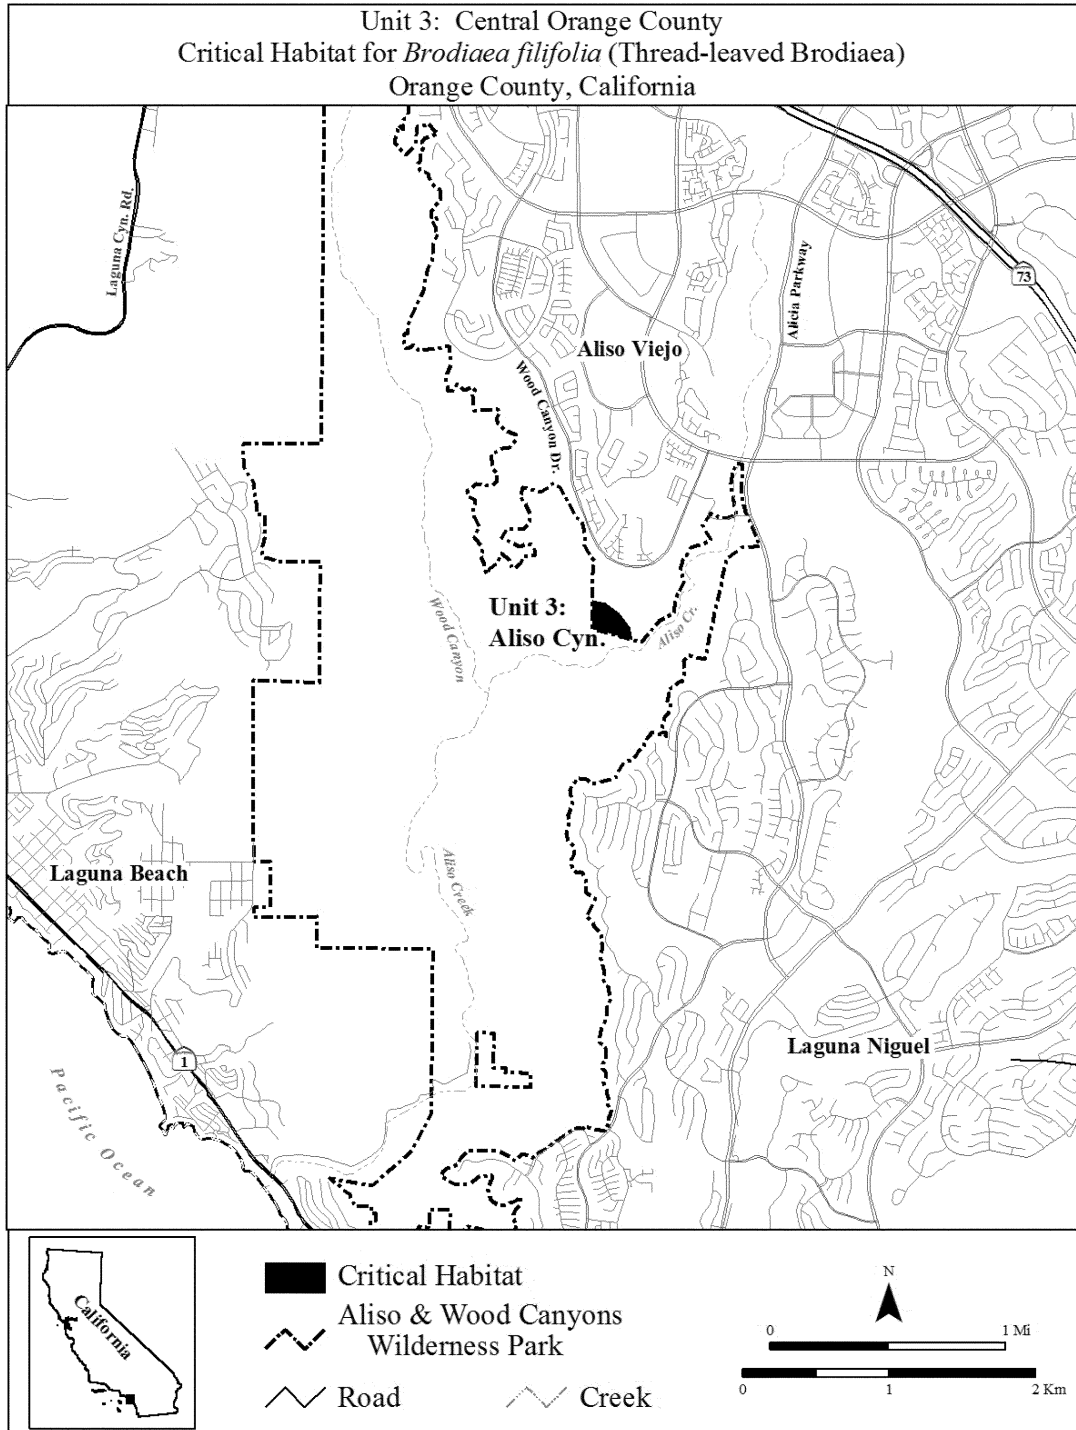 Unit 3: Central Orange County
Critical Habitat for Brodiaea filifolia (Thread-leaved Brodiaea)
Orange County, California
Laguna Cyn. Rd.
73
Alicia Parkway
Aliso Viejo
Wood Canyon Dr.
Unit 3:
Aliso Cyn.
Aliso Cr.
Wood Canyon
Aliso Creek
Laguna Beach
Laguna Niguel
1
Pacific Ocean
California
Critical Habitat
Aliso & Wood Canyons
Wilderness Park
Road
Creek
N
0 1 Mi
0 1 2 Km